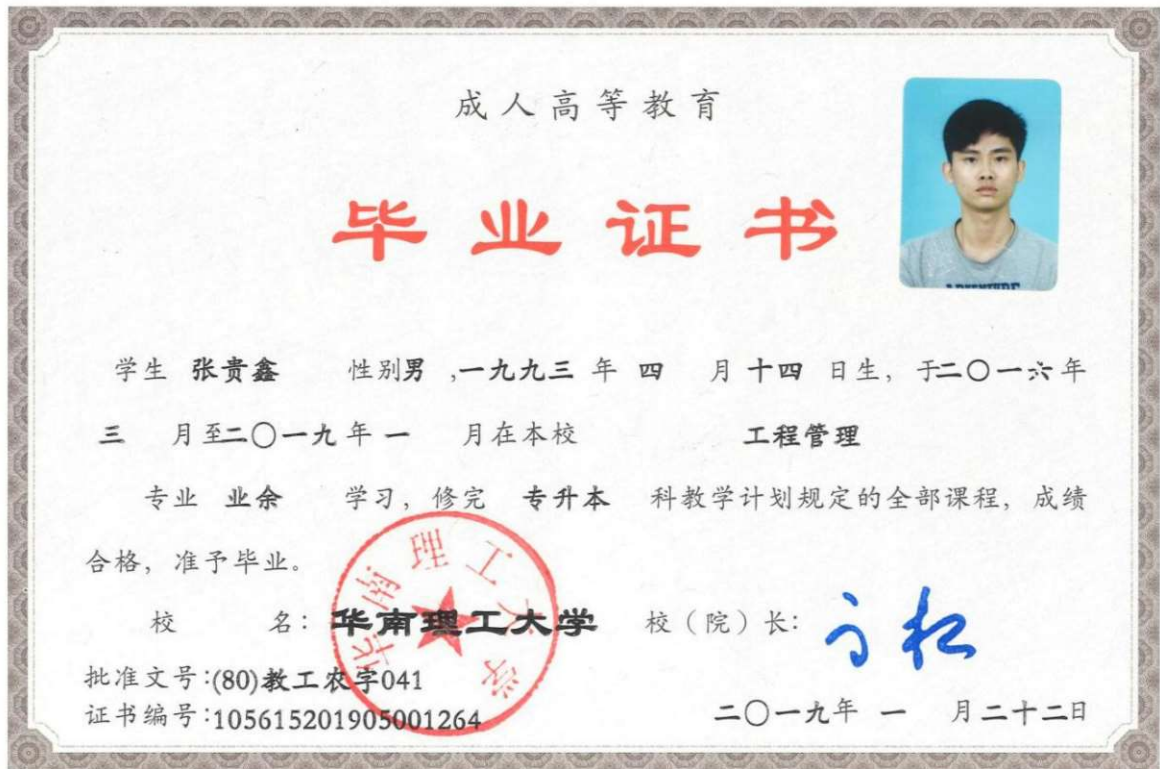 成人高等教育
毕业证书
学生 张贵鑫 性别男 ,一九九三 年 四 月 十四 日生，于二〇一六年
三 月至二〇一九 年 一 月在本校 工程管理
专业 业余 学习，修完 专升本 科教学计划规定的全部课程，成绩
合格，准予毕业。
华南理工大学
校 名：华南理工大学 校（院）长：
批准文号:(80)教工农字041
证书编号:105615201905001264
二〇一九年 一 月二十二日